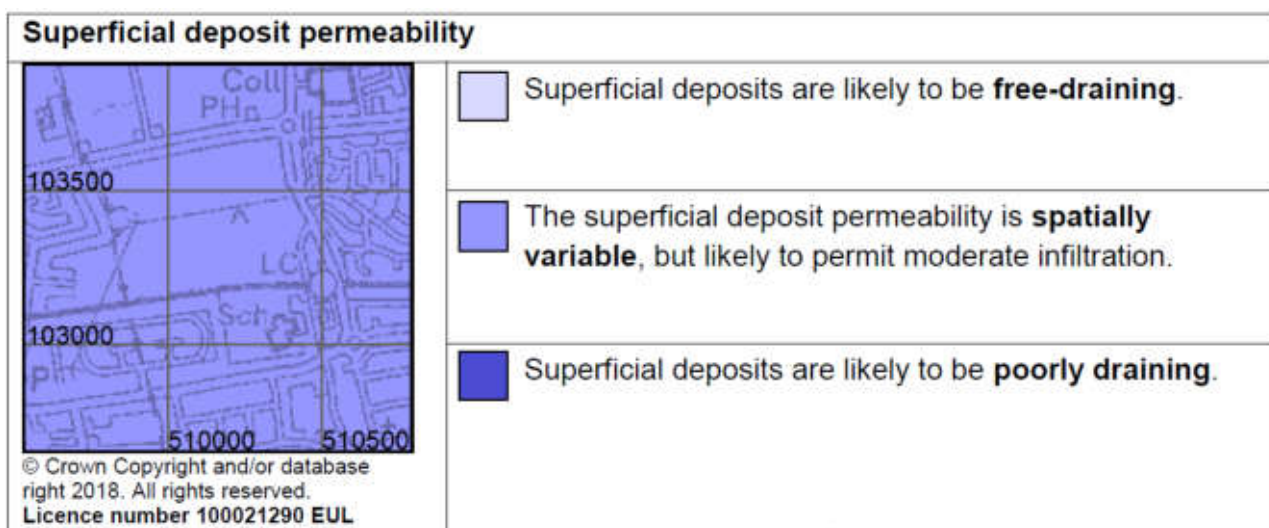 Superficial deposit permeability
Coll
PH
103500
LC
Sch
103000
510000 510500
© Crown Copyright and/or database
right 2018. All rights reserved.
Licence number 100021290 EUL
Superficial deposits are likely to be free-draining.
The superficial deposit permeability is spatially
variable, but likely to permit moderate infiltration.
Superficial deposits are likely to be poorly draining.